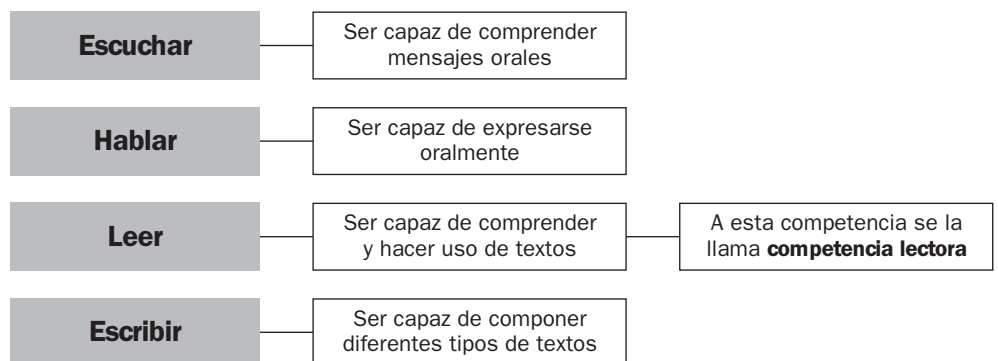 Escuchar
Ser capaz de comprender
mensajes orales
Hablar
Ser capaz de expresarse
oralmente
Leer
Ser capaz de comprender
y hacer uso de textos
A esta competencia se la
llama competencia lectora
Escribir
Ser capaz de componer
diferentes tipos de textos